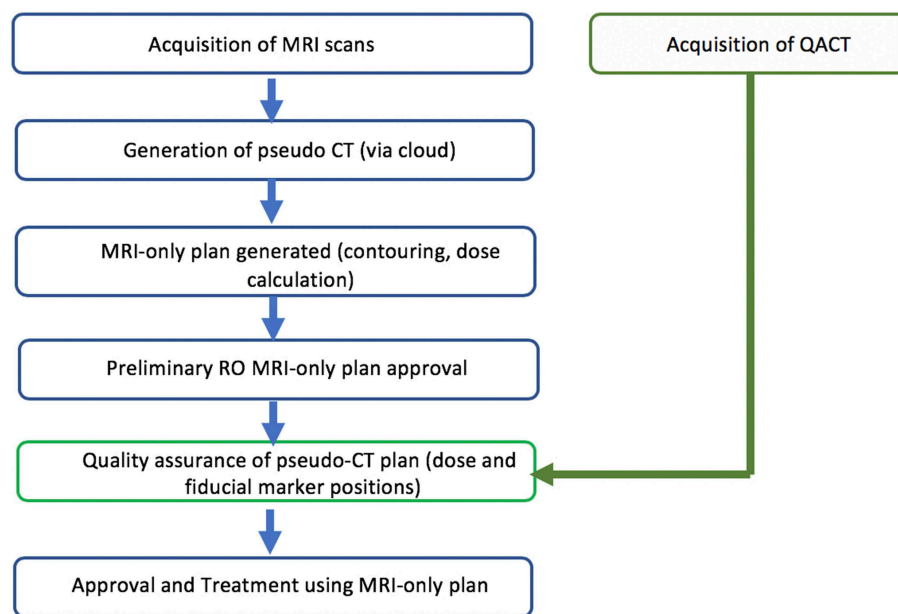 Acquisition of MRI scans
Acquisition of QACT
Generation of pseudo CT (via cloud)
MRI-only plan generated (contouring, dose
calculation)
Preliminary RO MRI-only plan approval
Quality assurance of pseudo-CT plan (dose and
fiducial marker positions)
Approval and Treatment using MRI-only plan